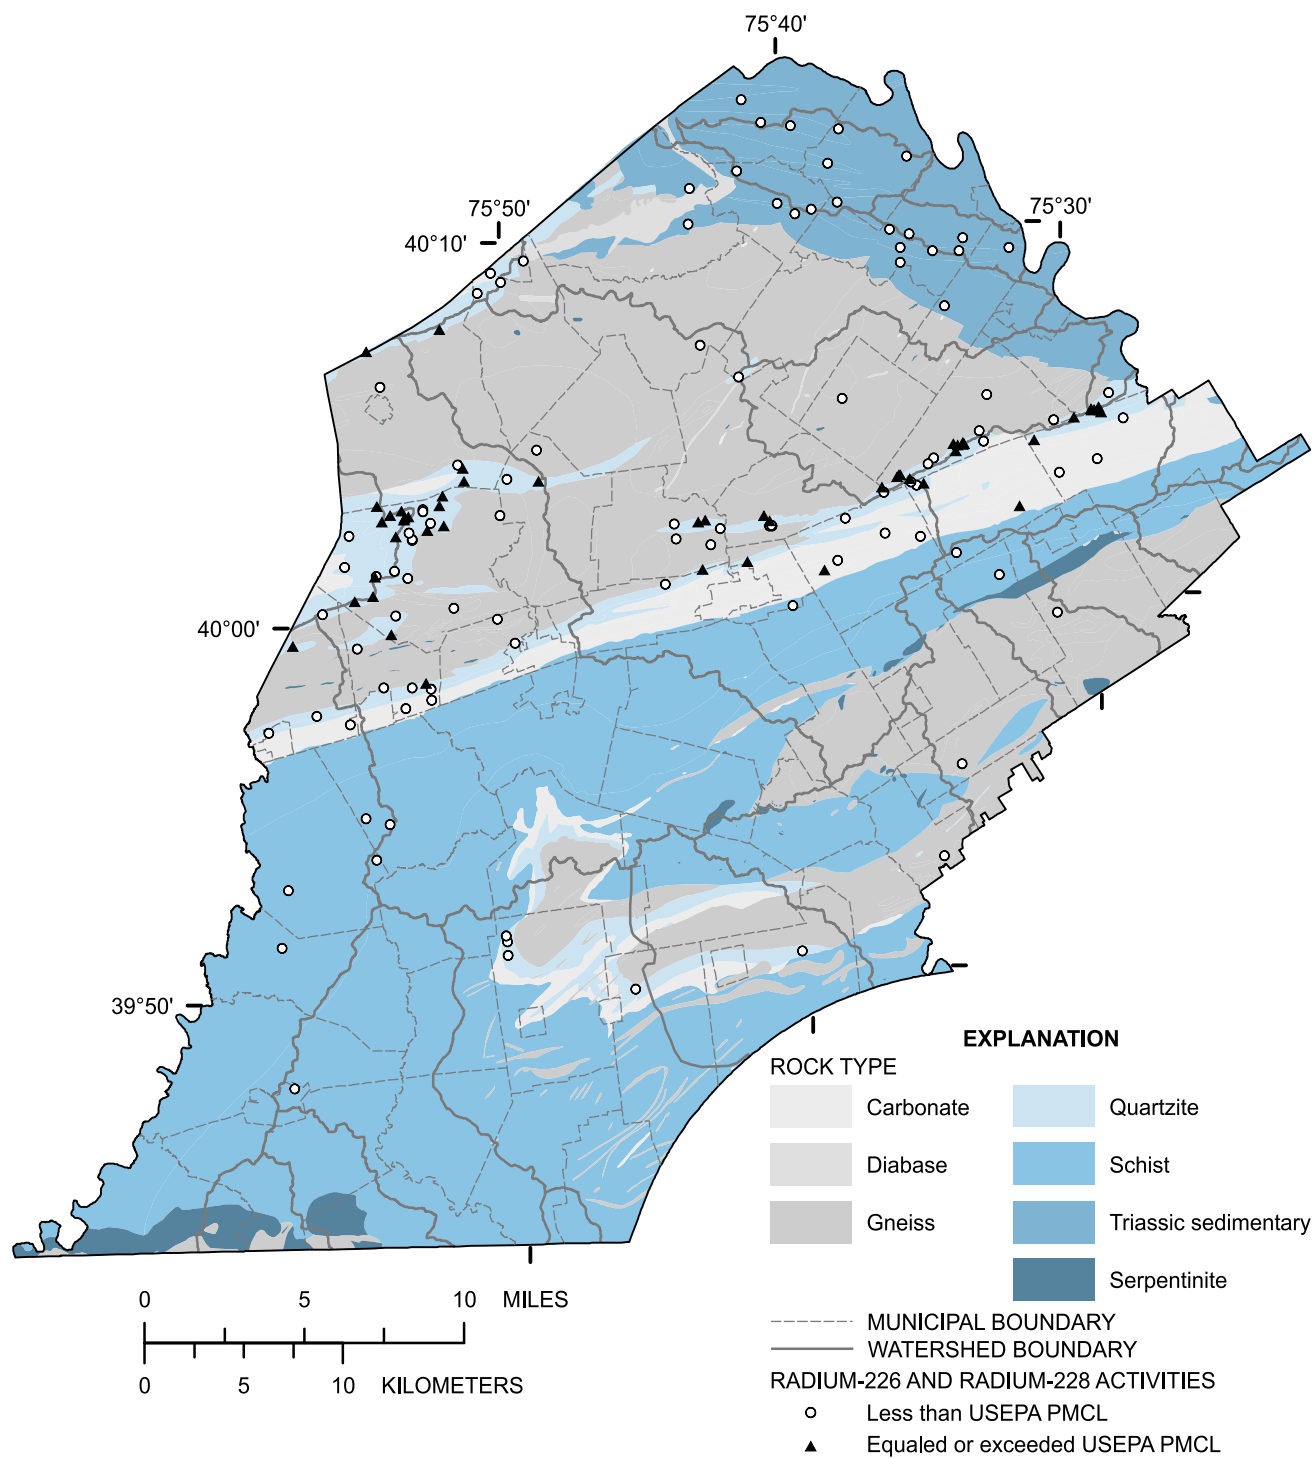 75°40'
75°50'
40°10'
75°30'
40°00'
39°50'
EXPLANATION
ROCK TYPE
Carbonate
Diabase
Gneiss
Quartzite
Schist
Triassic sedimentary
Serpentinite
MUNICIPAL BOUNDARY
WATERSHED BOUNDARY
RADIUM-226 AND RADIUM-228 ACTIVITIES
Less than USEPA PMCL
Equaled or exceeded USEPA PMCL
0 5 10 MILES
0 5 10 KILOMETERS